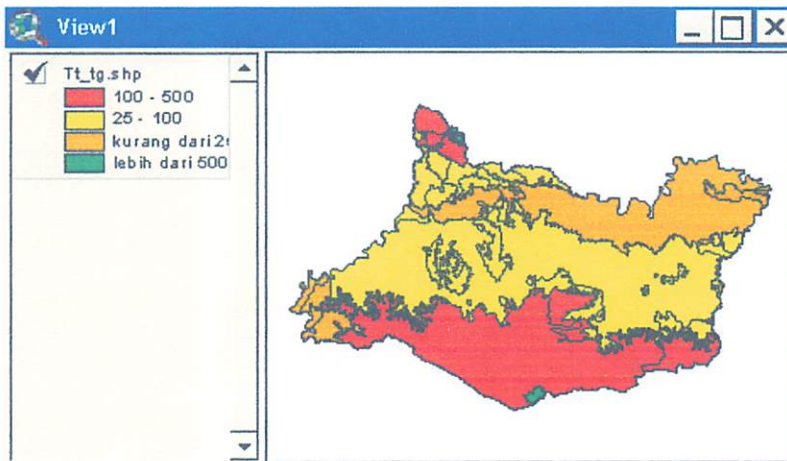 View1
Tt_tg.shp
100 - 500
25 - 100
kurang dari
lebih dari 500